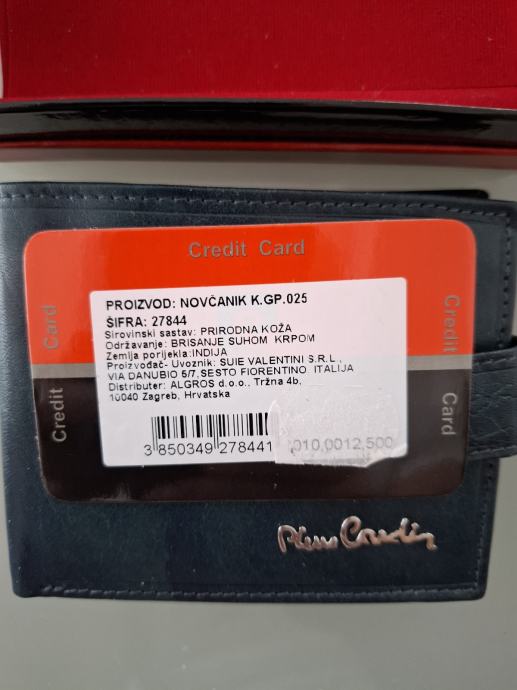 Credit Card
Credit Card
Credit Card
PROIZVOD: NOVČANIK K.GP.025
ŠIFRA: 27844
Sirovinski sastav: PRIRODNA KOŽA
Održavanje: BRISANJE SUHOM KRPOM
Zemlja porijekla:INDIJA
Proizvođač- Uvoznik: SUIE VALENTINI S.R.L.,
VIA DANUBIO 5/7,SESTO FIORENTINO, ITALIJA
Distributer: ALGROS d.o.o., Tržna 4b,
10040 Zagreb, Hrvatska
3 850349 278441 010,0012,500
Pierre Cardin